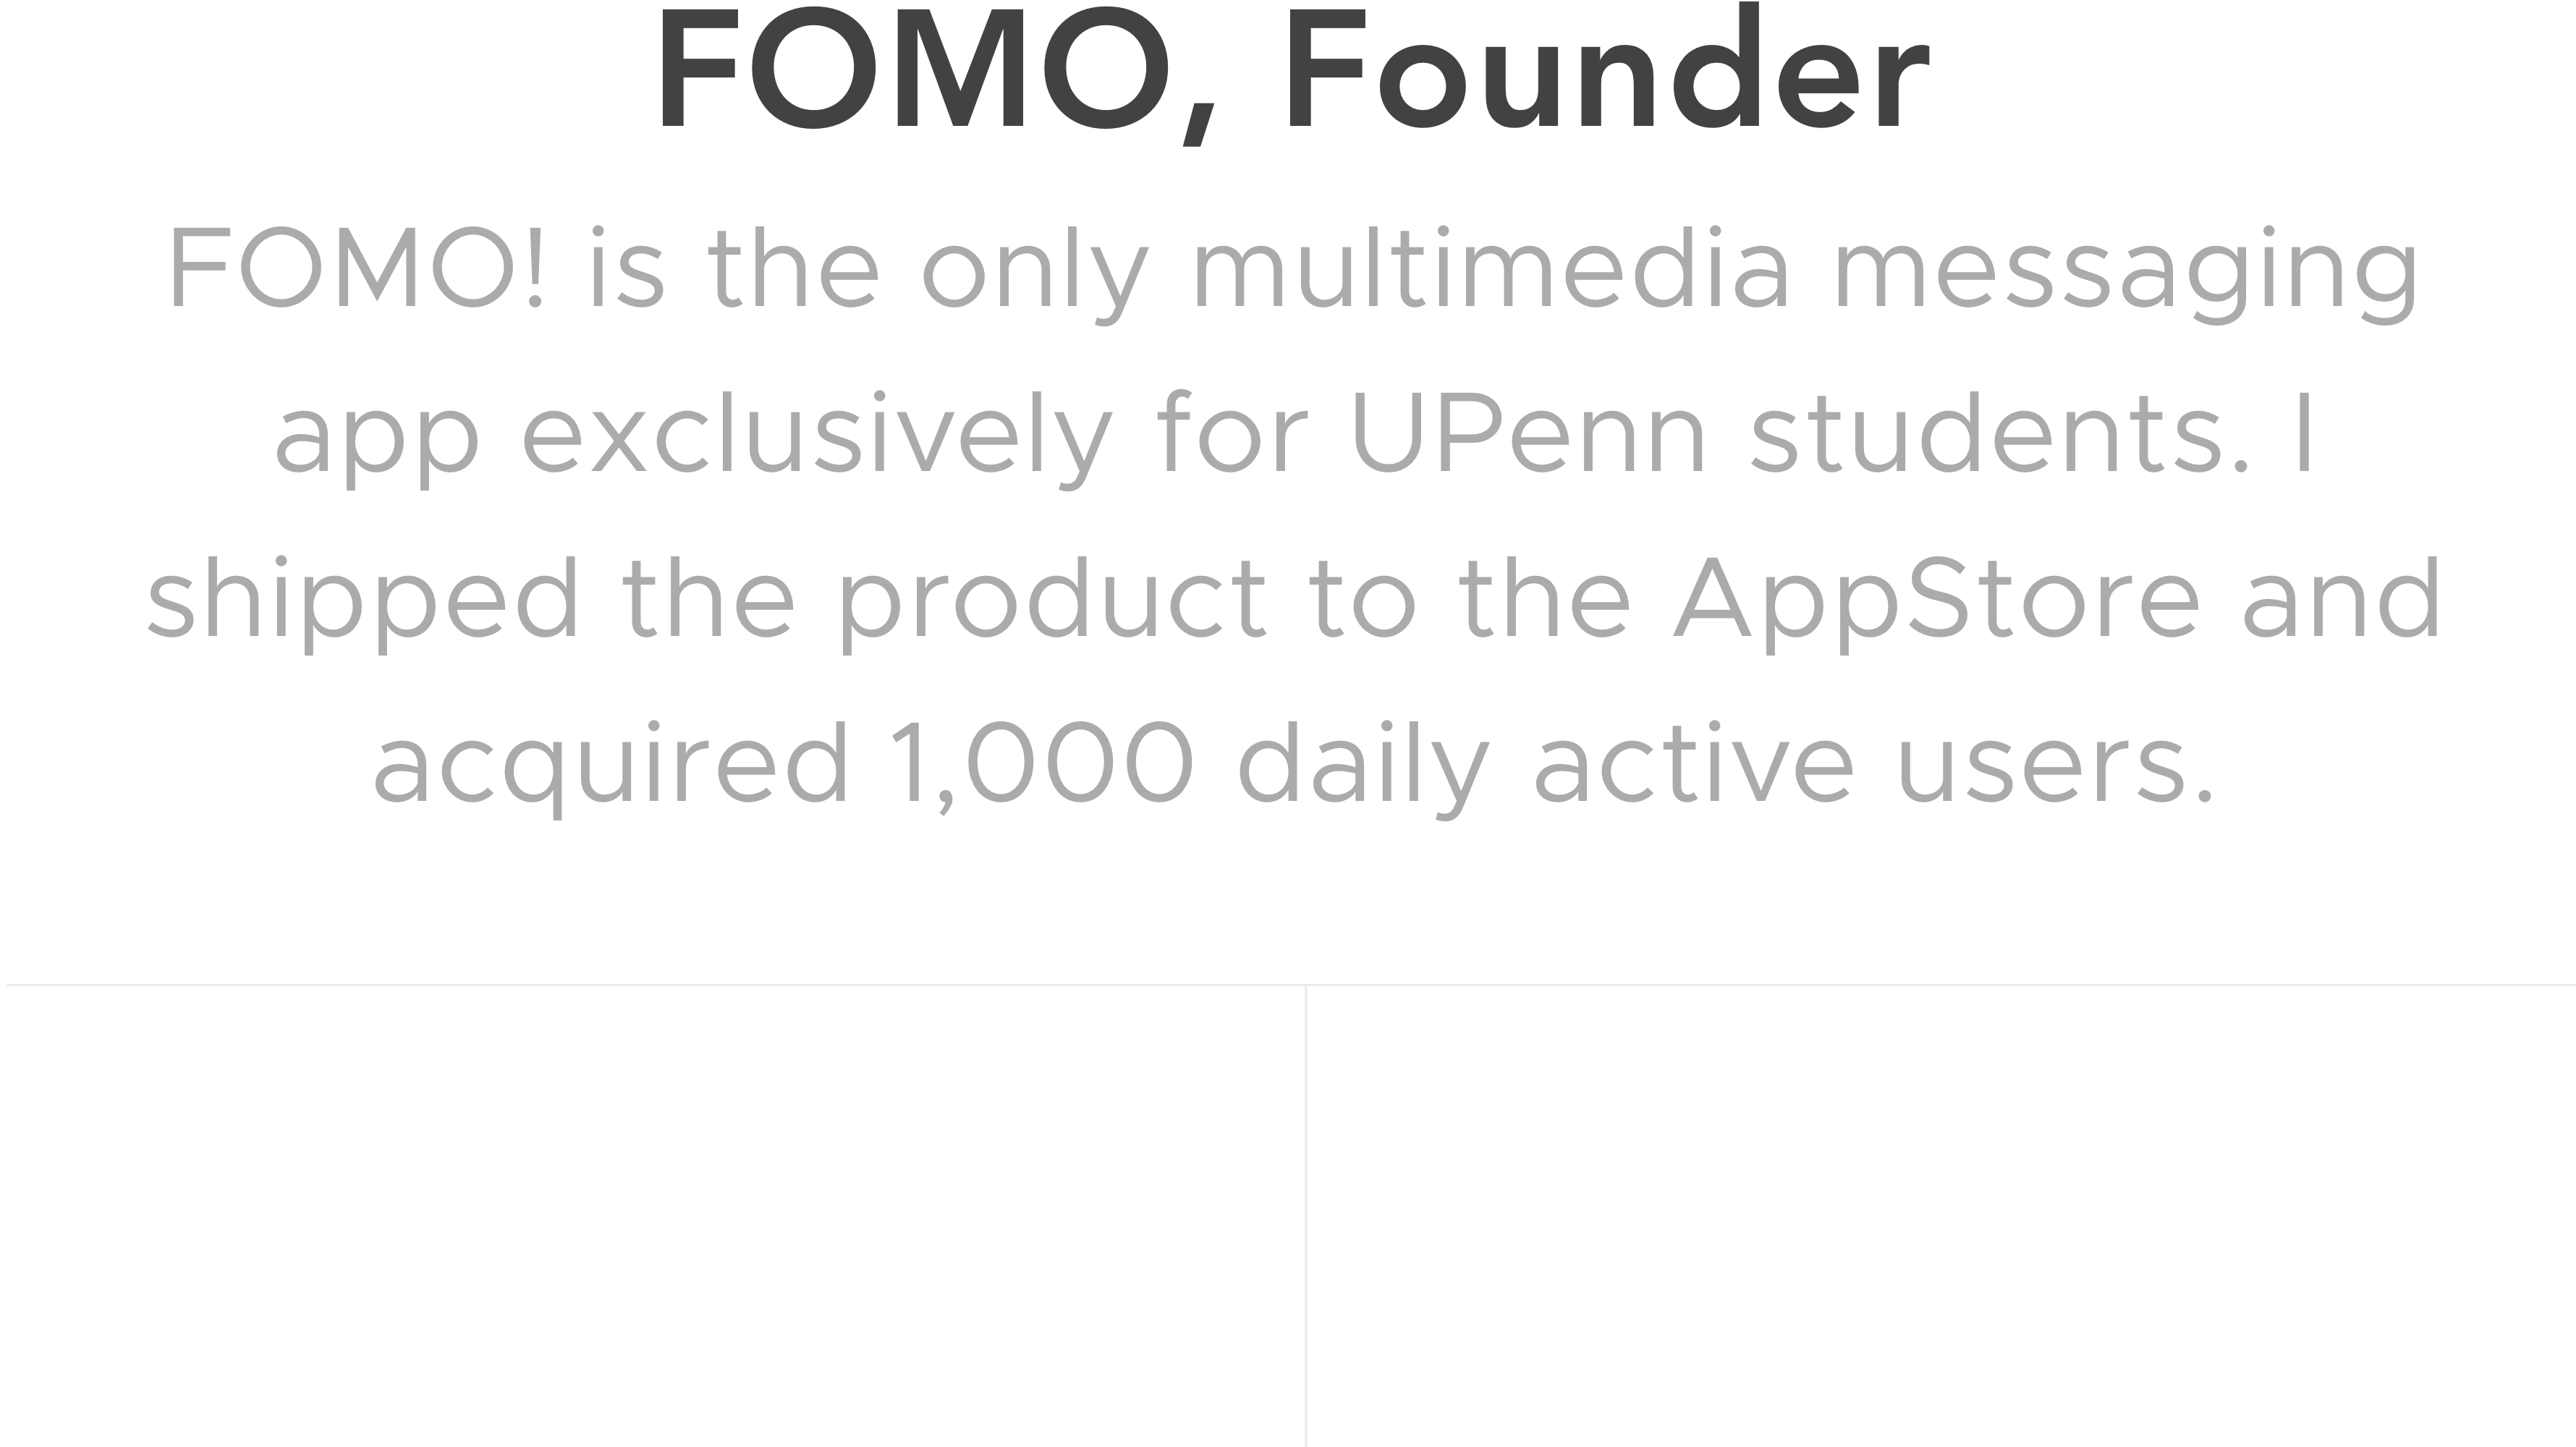 FOMO, Founder
FOMO! is the only multimedia messaging
app exclusively for UPenn students. I
shipped the product to the AppStore and
acquired 1,000 daily active users.